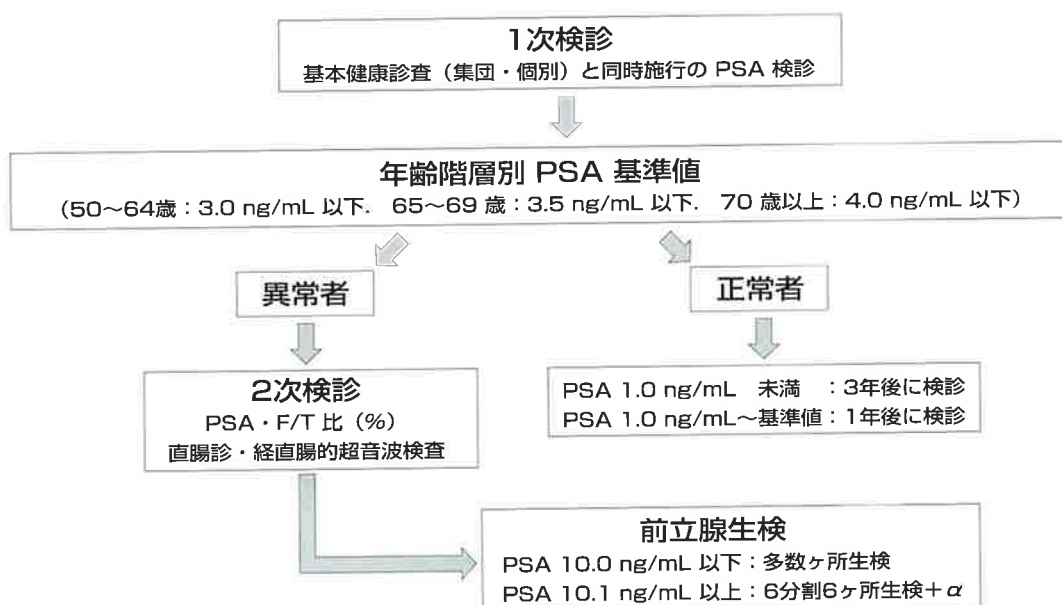 1次検診
基本健康診査（集団・個別）と同時施行の PSA 検診
年齢階層別 PSA 基準値
（50〜64歳：3.0 ng/mL 以下．65〜69 歳：3.5 ng/mL 以下．70 歳以上：4.0 ng/mL 以下）
異常者
正常者
2次検診
PSA・F/T 比（%）
直腸診・経直腸的超音波検査
PSA 1.0 ng/mL 未満 ：3年後に検診
PSA 1.0 ng/mL〜基準値：1年後に検診
前立腺生検
PSA 10.0 ng/mL 以下：多数ヶ所生検
PSA 10.1 ng/mL 以上：6分割6ヶ所生検＋α